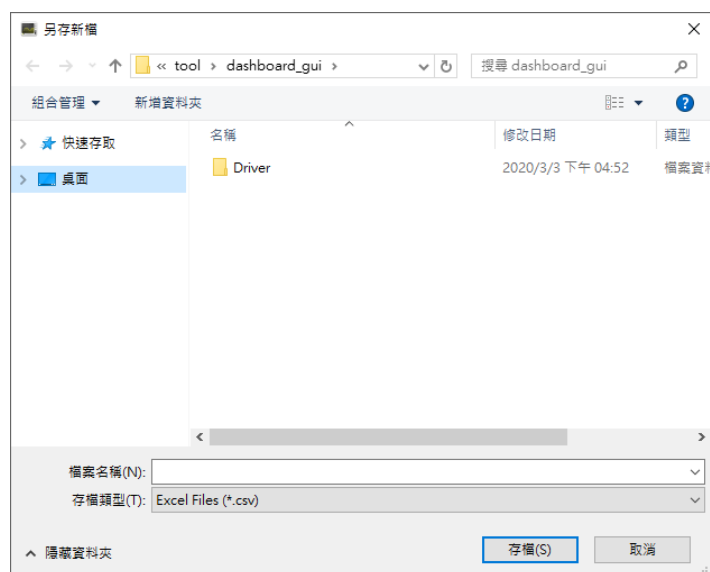 另存新檔
« tool › dashboard_gui ›
搜尋 dashboard_gui
組合管理 ▼ 新增資料夾
快速存取
桌面
名稱 修改日期 類型
Driver 2020/3/3 下午 04:52 檔案資料
檔案名稱(N):
存檔類型(T): Excel Files (*.csv)
隱藏資料夾
存檔(S) 取消